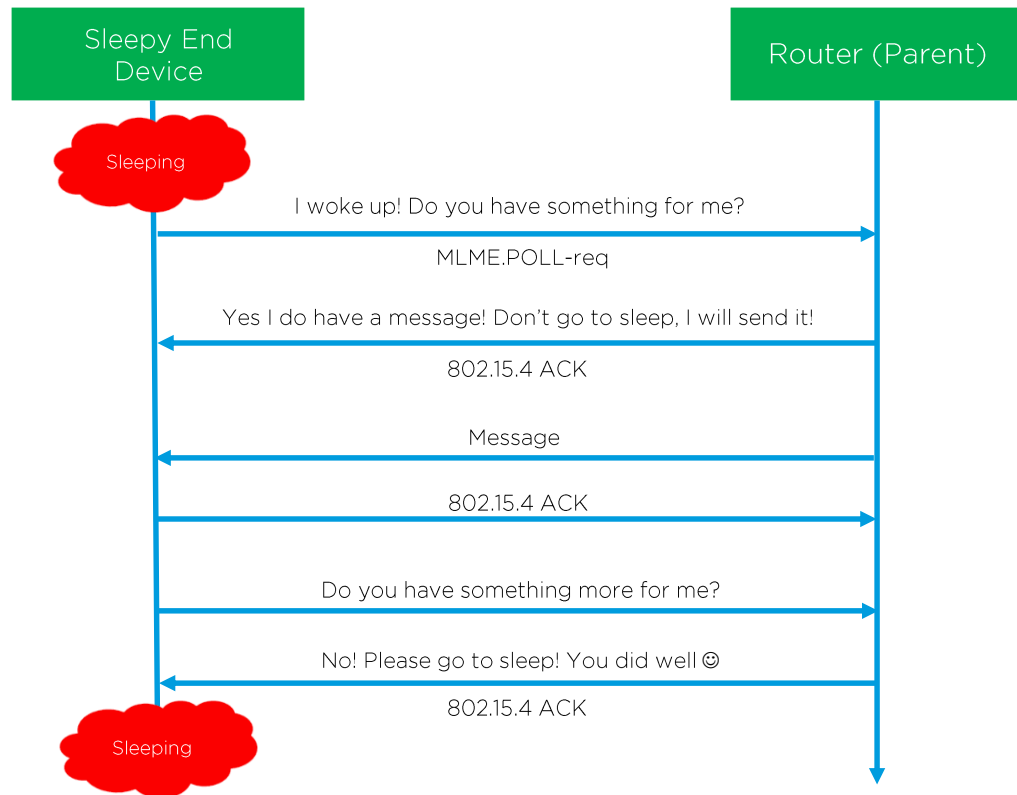 Sleepy End
Device
Router (Parent)
Sleeping
I woke up! Do you have something for me?
MLME.POLL-req
Yes I do have a message! Don’t go to sleep, I will send it!
802.15.4 ACK
Message
802.15.4 ACK
Do you have something more for me?
No! Please go to sleep! You did well ☺
802.15.4 ACK
Sleeping